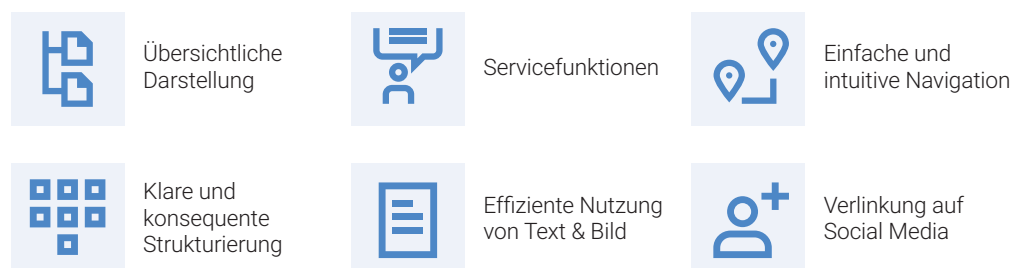 Übersichtliche
Darstellung
Servicefunktionen
Einfache und
intuitive Navigation
Klare und
konsequente
Strukturierung
Effiziente Nutzung
von Text & Bild
Verlinkung auf
Social Media